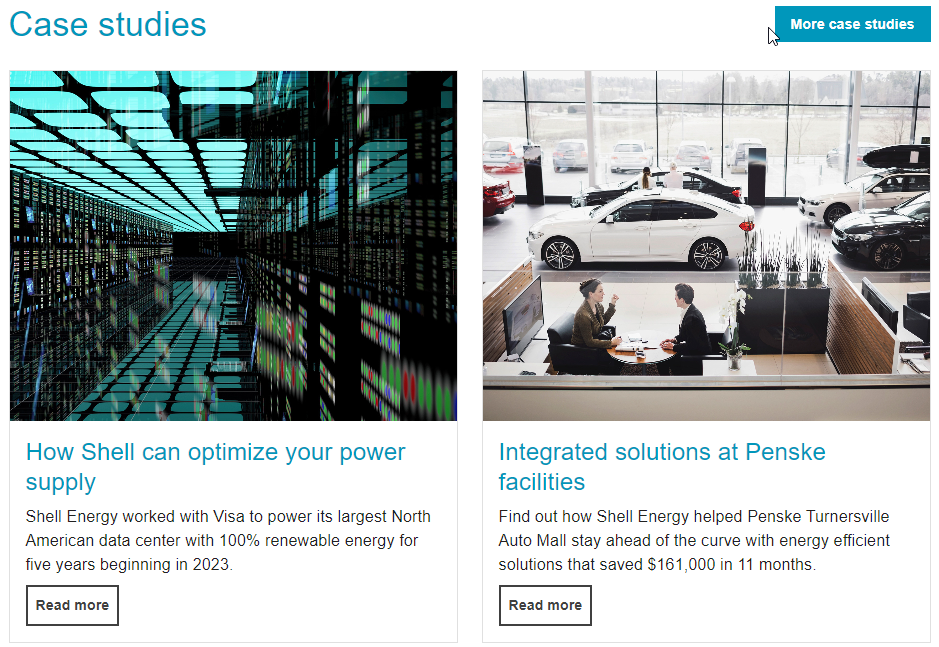 Case studies
More case studies
How Shell can optimize your power
supply
Shell Energy worked with Visa to power its largest North
American data center with 100% renewable energy for
five years beginning in 2023.
Read more
Integrated solutions at Penske
facilities
Find out how Shell Energy helped Penske Turnersville
Auto Mall stay ahead of the curve with energy efficient
solutions that saved $161,000 in 11 months.
Read more